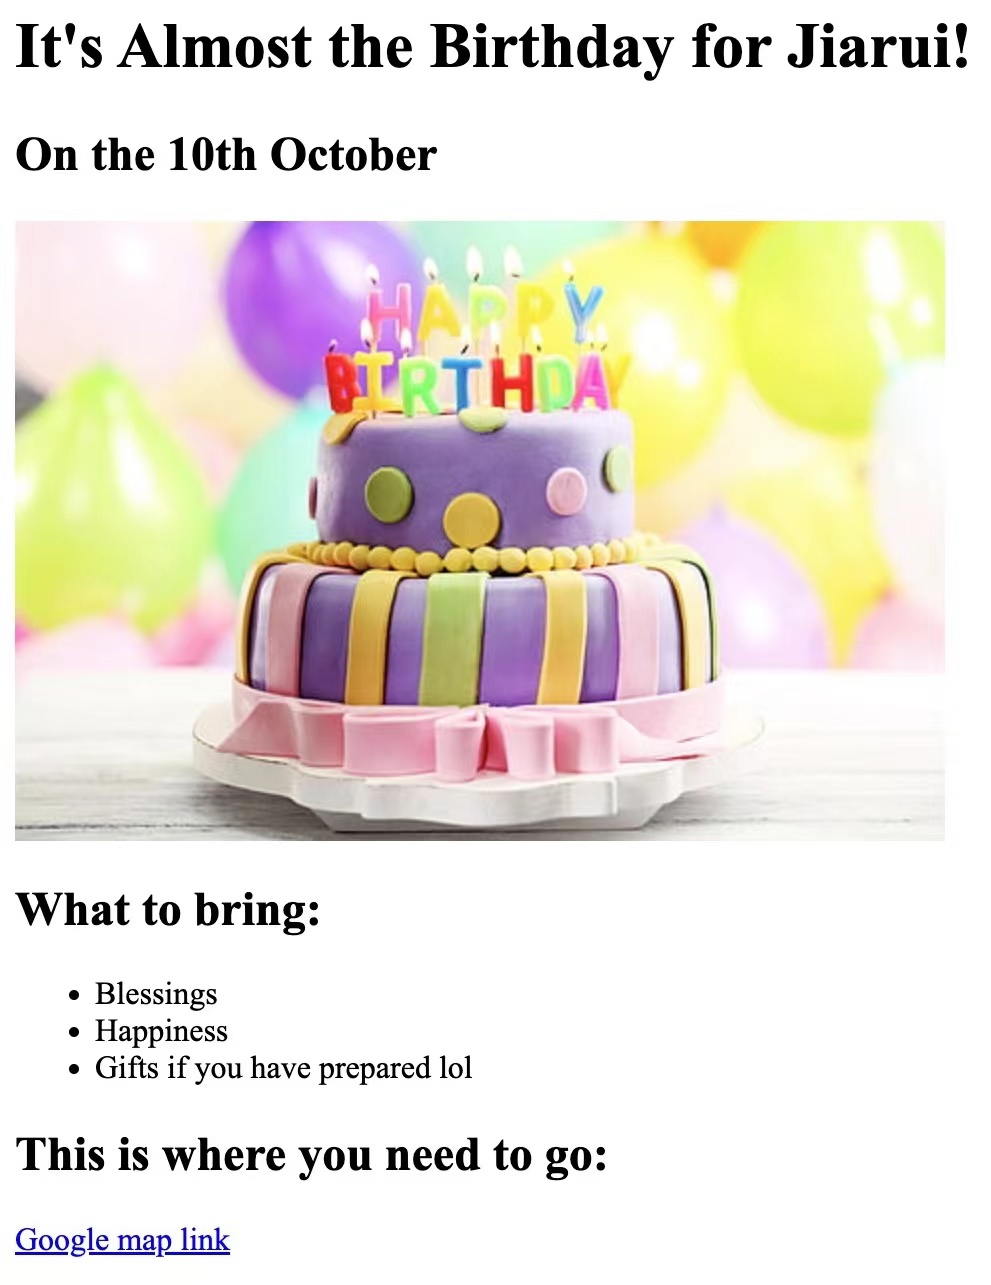 It's Almost the Birthday for Jiarui!
On the 10th October
HAPPY
BIRTHDAY
What to bring:
Blessings
Happiness
Gifts if you have prepared lol
This is where you need to go:
Google map link